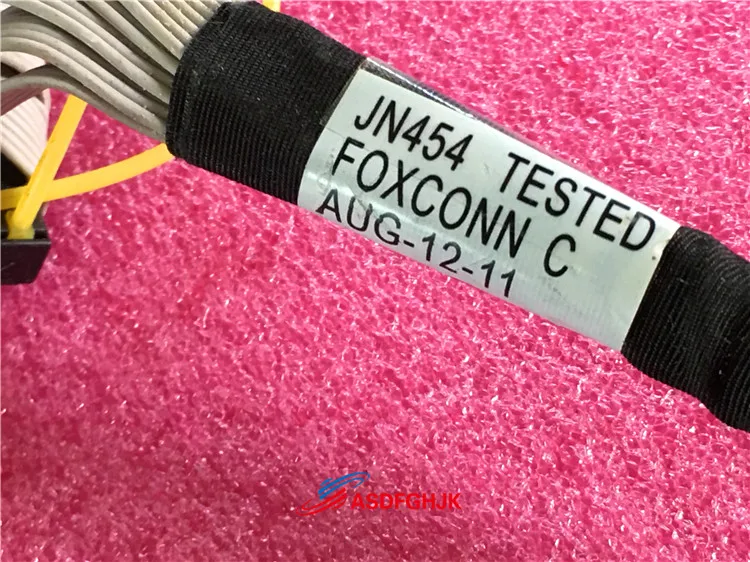 JN454 TESTED
FOXCONN C
AUG-12-11
ASDFGHJK